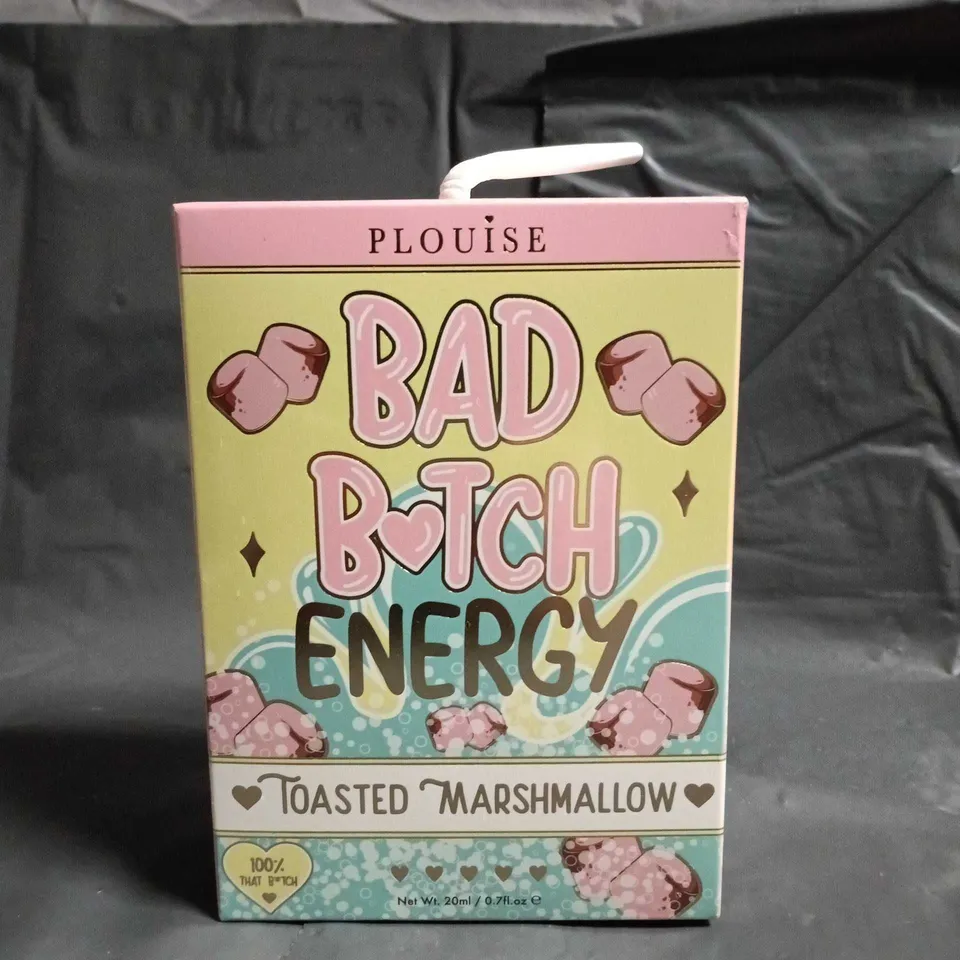 PLOUISE
BAD
B♥TCH
ENERGY
TOASTED MARSHMALLOW
100%
THAT B*TCH
Net Wt. 20ml / 0.7fl.oz ℮